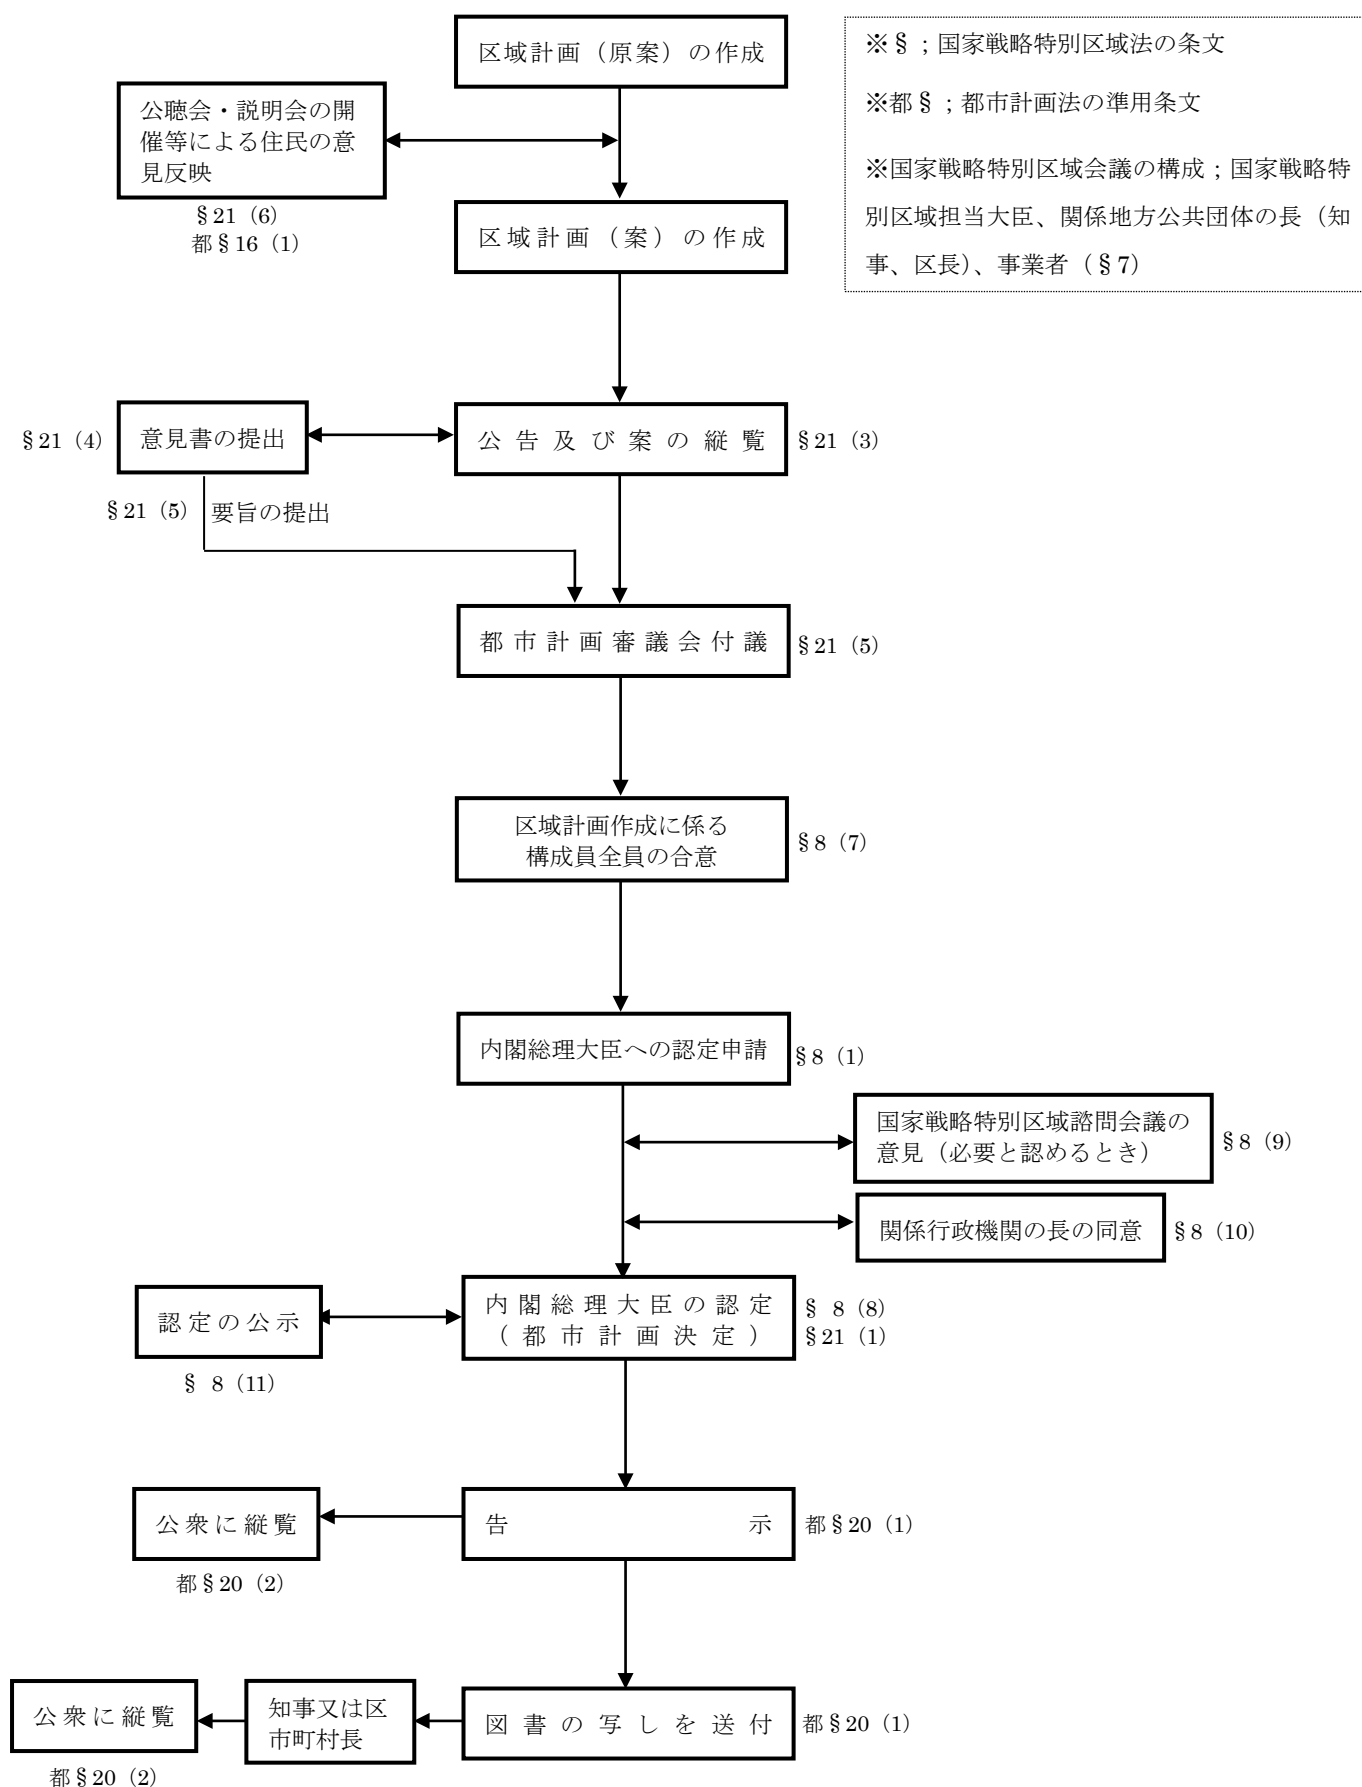 区域計画（原案）の作成
※§；国家戦略特別区域法の条文
※都§；都市計画法の準用条文
※国家戦略特別区域会議の構成；国家戦略特
別区域担当大臣、関係地方公共団体の長（知
事、区長）、事業者（§7）
公聴会・説明会の開
催等による住民の意
見反映
§21（6）
都§16（1）
区域計画（案）の作成
§21（4）
意見書の提出
公告及び案の縦覧
§21（3）
§21（5）
要旨の提出
都市計画審議会付議
§21（5）
区域計画作成に係る
構成員全員の合意
§8（7）
内閣総理大臣への認定申請
§8（1）
国家戦略特別区域諮問会議の
意見（必要と認めるとき）
§8（9）
関係行政機関の長の同意
§8（10）
認定の公示
§ 8（11）
内閣総理大臣の認定
（都市計画決定）
§ 8（8）
§21（1）
公衆に縦覧
都§20（2）
告示
都§20（1）
公衆に縦覧
都§20（2）
知事又は区
市町村長
図書の写しを送付
都§20（1）